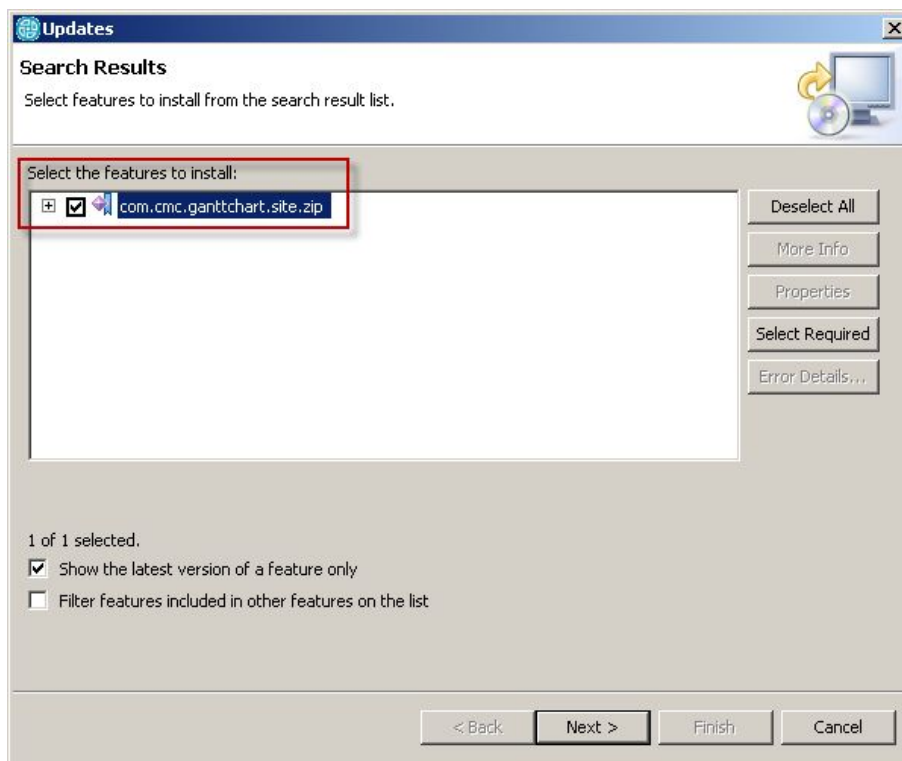 Updates
Search Results
Select features to install from the search result list.
Select the features to install:
com.cmc.ganttchart.site.zip
Deselect All
More Info
Properties
Select Required
Error Details...
1 of 1 selected.
Show the latest version of a feature only
Filter features included in other features on the list
< Back
Next >
Finish
Cancel